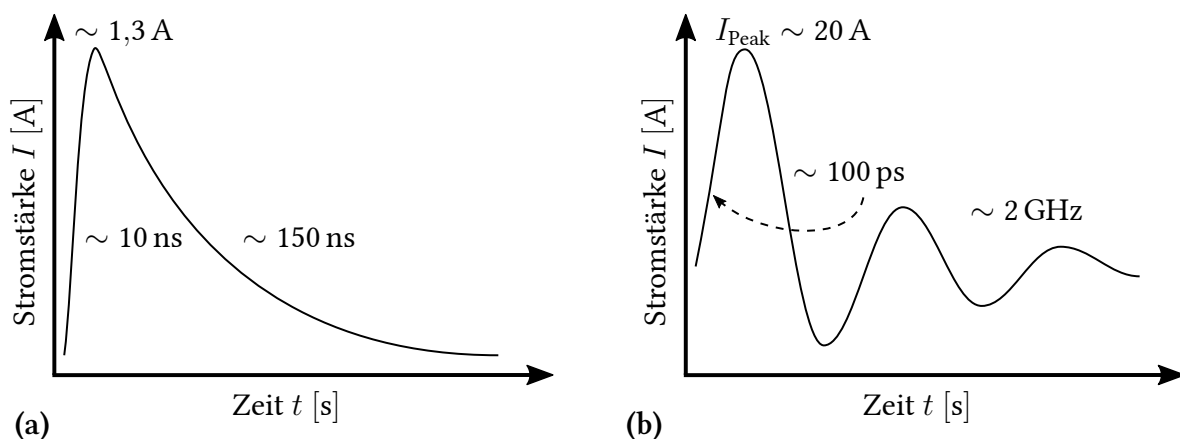 ∼ 1,3 A
Stromstärke I [A]
∼ 10 ns
∼ 150 ns
Zeit t [s]
(a)
I_Peak ∼ 20 A
Stromstärke I [A]
∼ 100 ps
∼ 2 GHz
Zeit t [s]
(b)